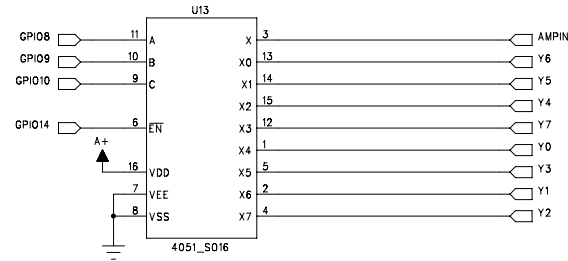 U13
GPIO8 11 A X 3 AMPIN
GPIO9 10 B X0 13 Y6
GPIO10 9 C X1 14 Y5
X2 15 Y4
GPIO14 6 EN X3 12 Y7
A+ X4 1 Y0
16 VDD X5 5 Y3
7 VEE X6 2 Y1
8 VSS X7 4 Y2
4051_SO16